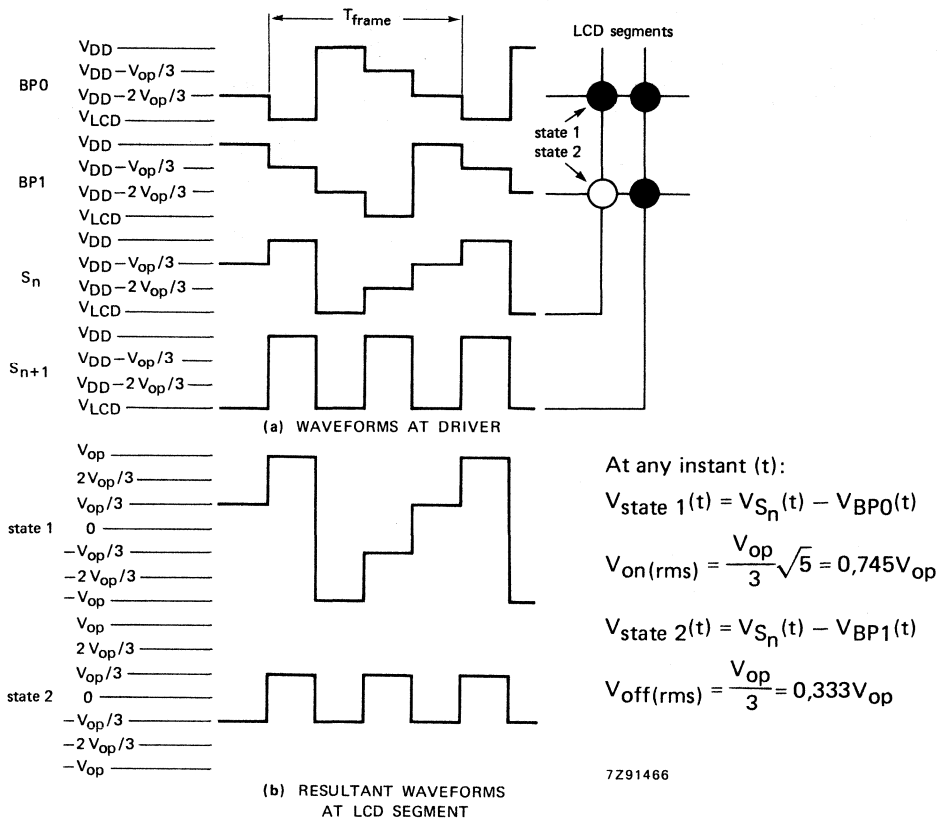 T_frame
LCD segments
BP0
V_DD
V_DD−V_op/3
V_DD−2V_op/3
V_LCD
state 1
state 2
BP1
V_DD
V_DD−V_op/3
V_DD−2V_op/3
V_LCD
S_n
V_DD
V_DD−V_op/3
V_DD−2V_op/3
V_LCD
S_n+1
V_DD
V_DD−V_op/3
V_DD−2V_op/3
V_LCD
(a) WAVEFORMS AT DRIVER
state 1
V_op
2V_op/3
V_op/3
0
−V_op/3
−2V_op/3
−V_op
state 2
V_op
2V_op/3
V_op/3
0
−V_op/3
−2V_op/3
−V_op
At any instant (t):
V_state 1(t) = V_S_n(t) − V_BP0(t)
V_on(rms) = V_op/3 √5 = 0,745V_op
V_state 2(t) = V_S_n(t) − V_BP1(t)
V_off(rms) = V_op/3 = 0,333V_op
7Z91466
(b) RESULTANT WAVEFORMS
AT LCD SEGMENT